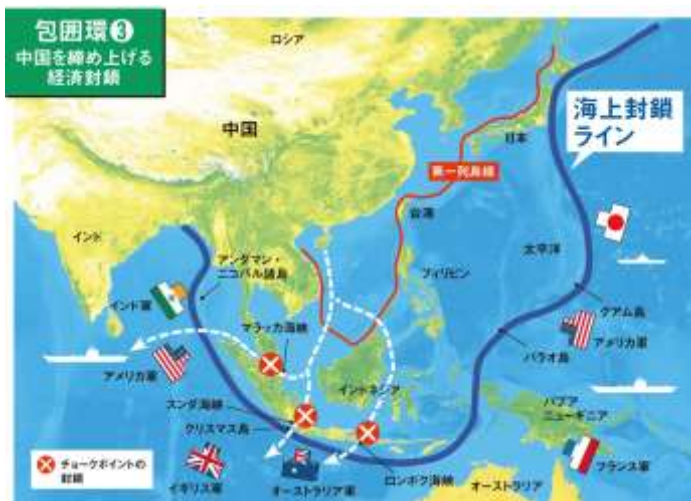 包囲環❸
中国を締め上げる
経済封鎖
ロシア
中国
日本
海上封鎖
ライン
第一列島線
台湾
インド
アンダマン・
ニコバル諸島
フィリピン
太平洋
インド軍
マラッカ海峡
グアム島
アメリカ軍
アメリカ軍
パラオ島
インドネシア
スンダ海峡
クリスマス島
パプア
ニューギニア
チョークポイントの
封鎖
イギリス軍
オーストラリア軍
ロンボク海峡
フランス軍
オーストラリア